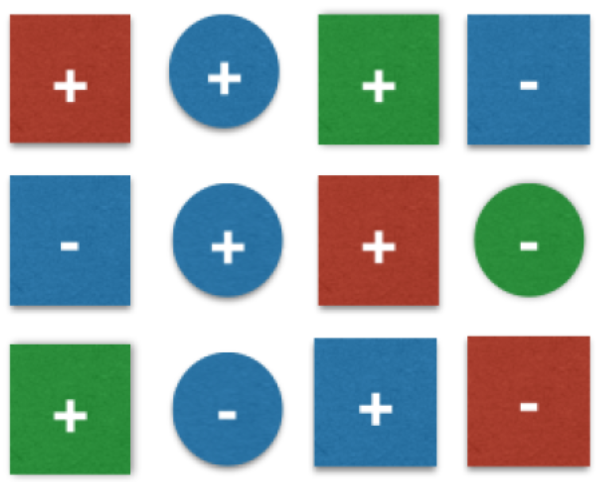 + + + -
- + + -
+ - + -